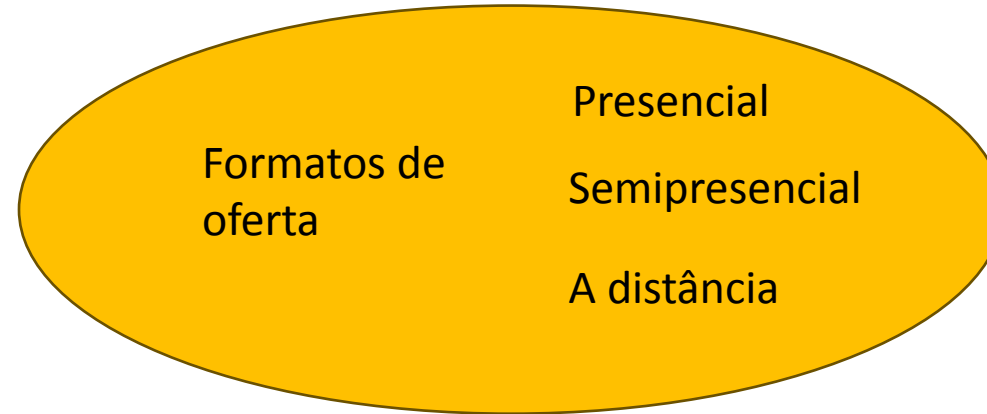 Formatos de
oferta
Presencial
Semipresencial
A distância